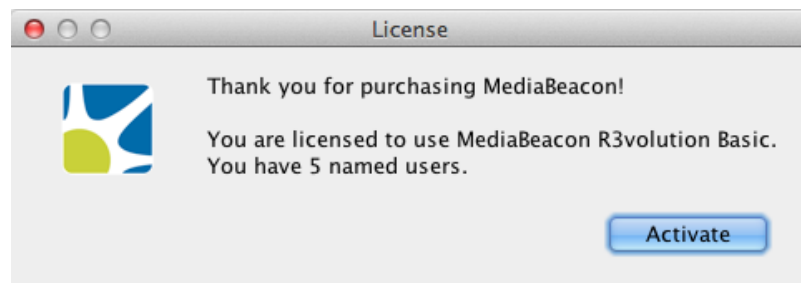 License
Thank you for purchasing MediaBeacon!
You are licensed to use MediaBeacon R3volution Basic.
You have 5 named users.
Activate